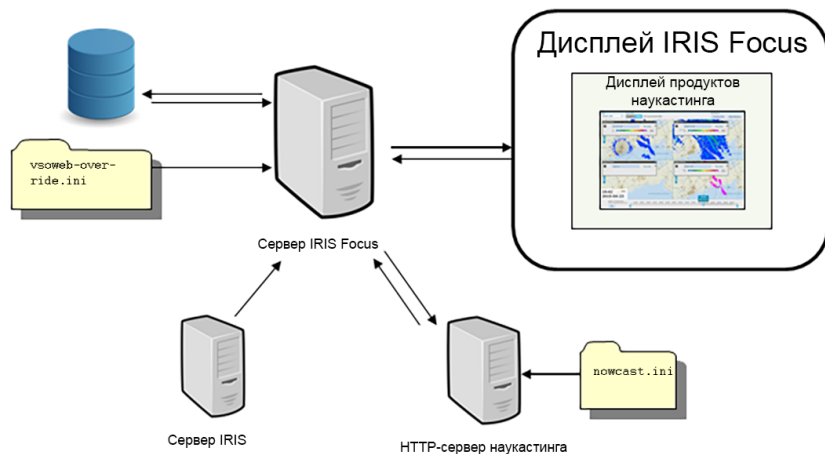 Дисплей IRIS Focus
Дисплей продуктов
наукастинга
vsoweb-over-
ride.ini
Сервер IRIS Focus
nowcast.ini
Сервер IRIS
HTTP-сервер наукастинга